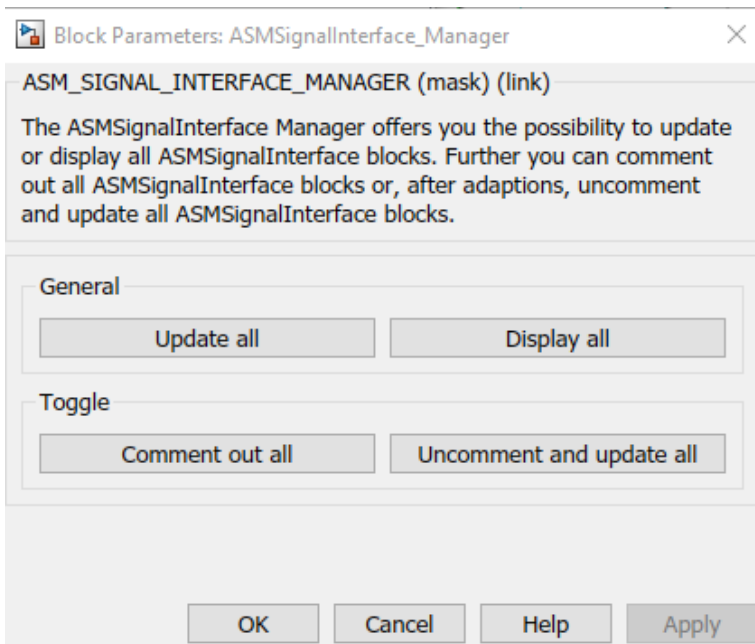 Block Parameters: ASMSignalInterface_Manager
ASM_SIGNAL_INTERFACE_MANAGER (mask) (link)
The ASMSignalInterface Manager offers you the possibility to update
or display all ASMSignalInterface blocks. Further you can comment
out all ASMSignalInterface blocks or, after adaptions, uncomment
and update all ASMSignalInterface blocks.
General
Update all Display all
Toggle
Comment out all Uncomment and update all
OK Cancel Help Apply